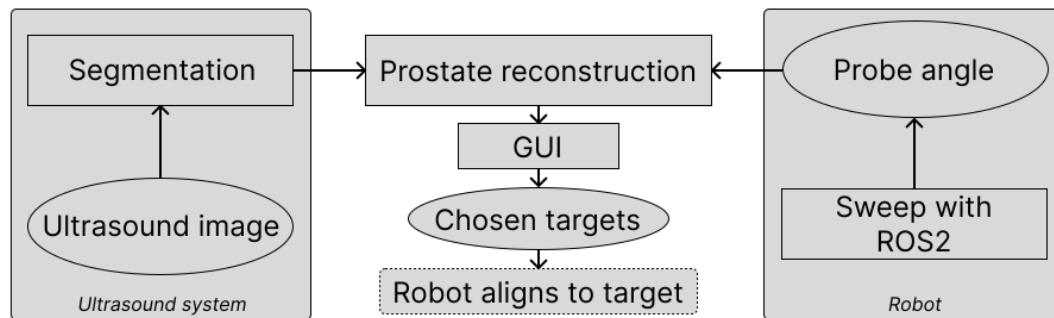 Segmentation
Ultrasound image
Ultrasound system
Prostate reconstruction
GUI
Chosen targets
Robot aligns to target
Probe angle
Sweep with
ROS2
Robot